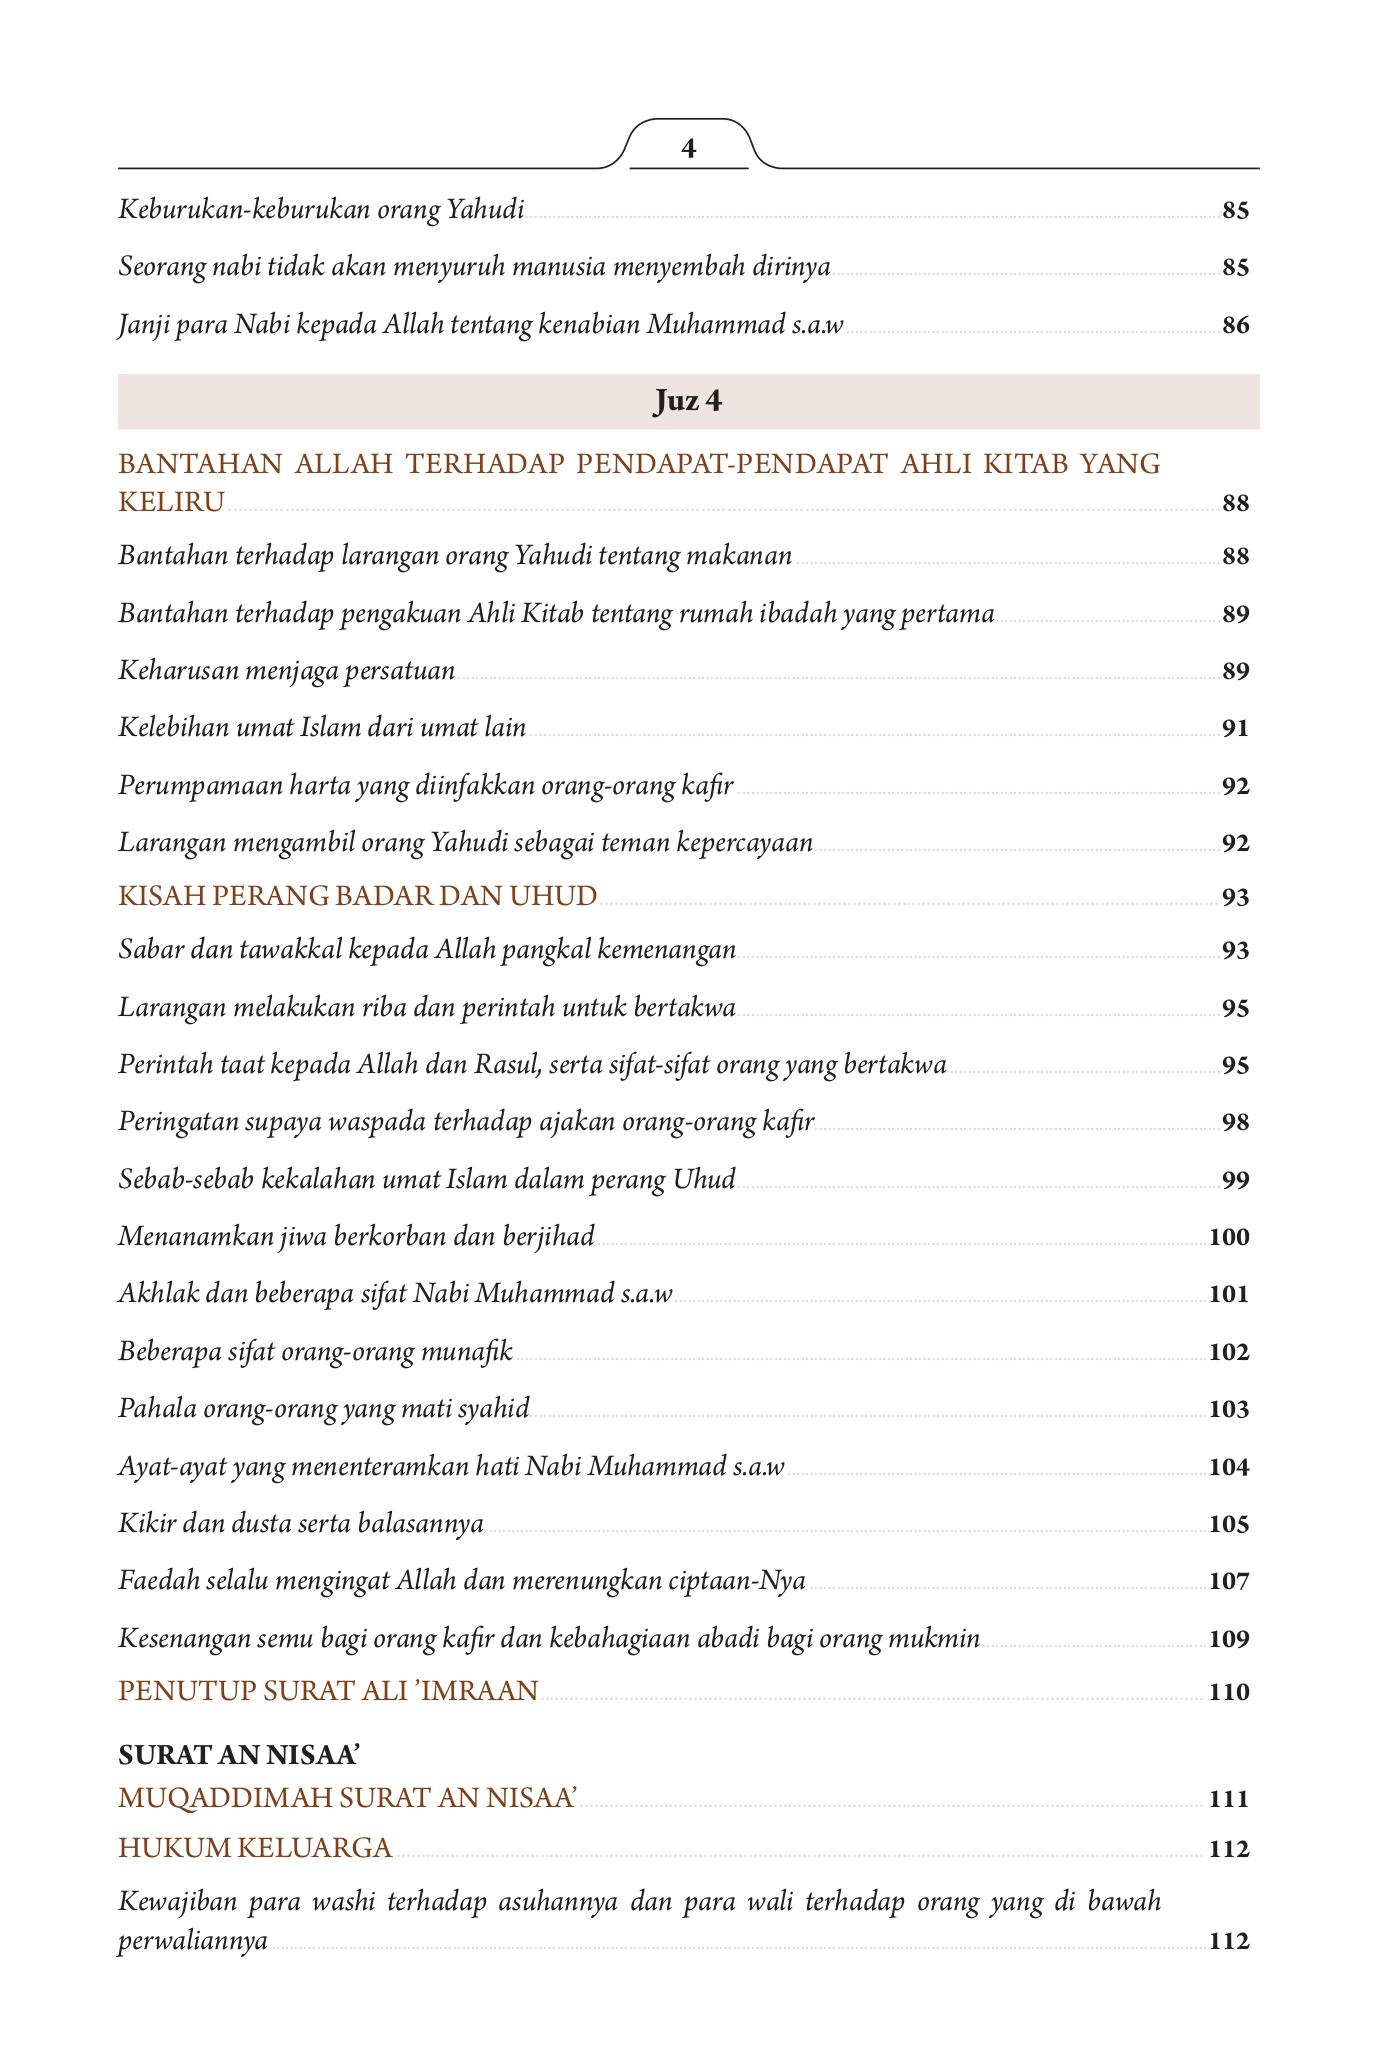 4
Keburukan-keburukan orang Yahudi 85
Seorang nabi tidak akan menyuruh manusia menyembah dirinya 85
Janji para Nabi kepada Allah tentang kenabian Muhammad s.a.w 86
Juz 4
BANTAHAN ALLAH TERHADAP PENDAPAT-PENDAPAT AHLI KITAB YANG
KELIRU 88
Bantahan terhadap larangan orang Yahudi tentang makanan 88
Bantahan terhadap pengakuan Ahli Kitab tentang rumah ibadah yang pertama 89
Keharusan menjaga persatuan 89
Kelebihan umat Islam dari umat lain 91
Perumpamaan harta yang diinfakkan orang-orang kafir 92
Larangan mengambil orang Yahudi sebagai teman kepercayaan 92
KISAH PERANG BADAR DAN UHUD 93
Sabar dan tawakkal kepada Allah pangkal kemenangan 93
Larangan melakukan riba dan perintah untuk bertakwa 95
Perintah taat kepada Allah dan Rasul, serta sifat-sifat orang yang bertakwa 95
Peringatan supaya waspada terhadap ajakan orang-orang kafir 98
Sebab-sebab kekalahan umat Islam dalam perang Uhud 99
Menanamkan jiwa berkorban dan berjihad 100
Akhlak dan beberapa sifat Nabi Muhammad s.a.w 101
Beberapa sifat orang-orang munafik 102
Pahala orang-orang yang mati syahid 103
Ayat-ayat yang menenteramkan hati Nabi Muhammad s.a.w 104
Kikir dan dusta serta balasannya 105
Faedah selalu mengingat Allah dan merenungkan ciptaan-Nya 107
Kesenangan semu bagi orang kafir dan kebahagiaan abadi bagi orang mukmin 109
PENUTUP SURAT ALI ’IMRAAN 110
SURAT AN NISAA’
MUQADDIMAH SURAT AN NISAA’ 111
HUKUM KELUARGA 112
Kewajiban para washi terhadap asuhannya dan para wali terhadap orang yang di bawah
perwaliannya 112